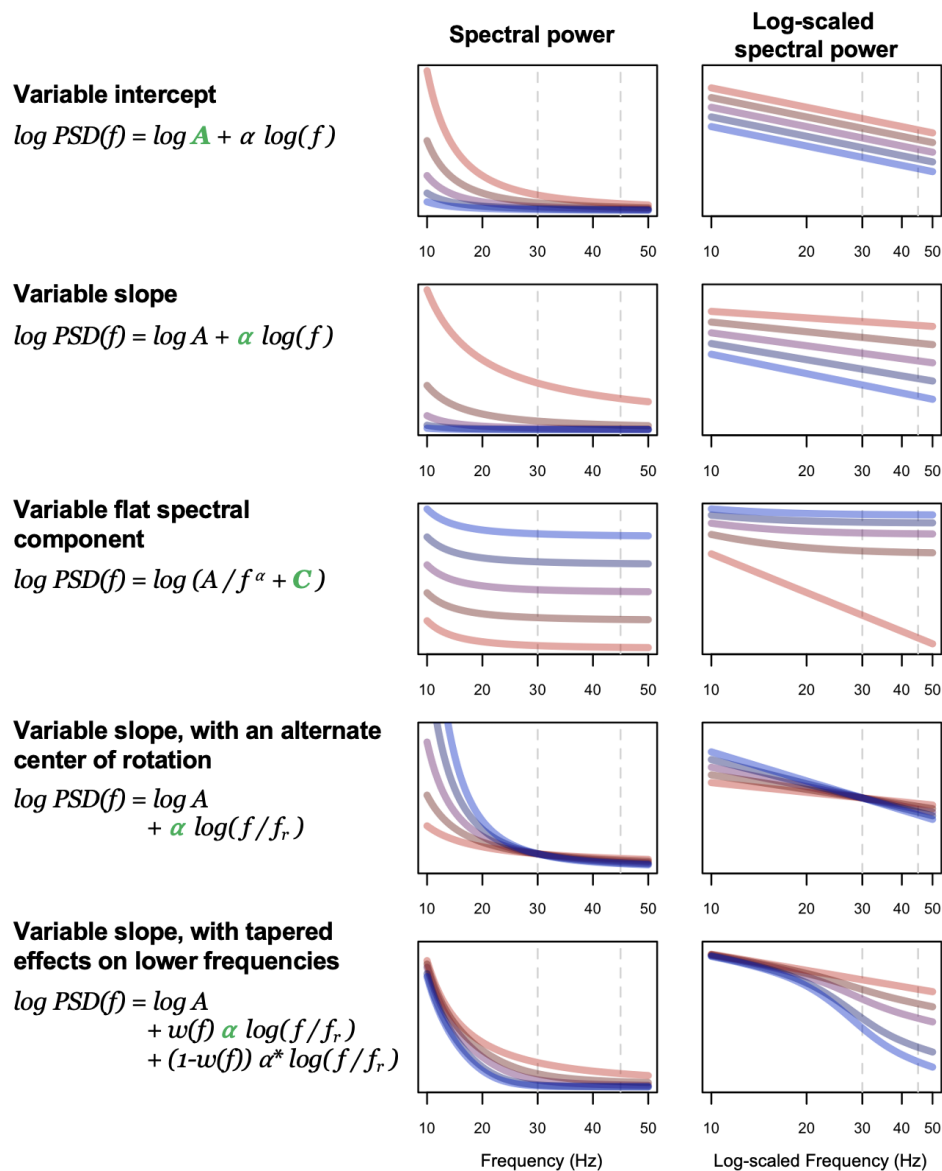 Spectral power
Log-scaled
spectral power
Variable intercept
log PSD(f) = log A + α log(f)
10 20 30 40 50
10 20 30 40 50
Variable slope
log PSD(f) = log A + α log(f)
10 20 30 40 50
10 20 30 40 50
Variable flat spectral
component
log PSD(f) = log (A/f^α + C)
10 20 30 40 50
10 20 30 40 50
Variable slope, with an alternate
center of rotation
log PSD(f) = log A
+ α log(f/fᵣ)
10 20 30 40 50
10 20 30 40 50
Variable slope, with tapered
effects on lower frequencies
log PSD(f) = log A
+ w(f) α log(f/fᵣ)
+ (1-w(f)) α* log(f/fᵣ)
10 20 30 40 50
10 20 30 40 50
Frequency (Hz)
Log-scaled Frequency (Hz)